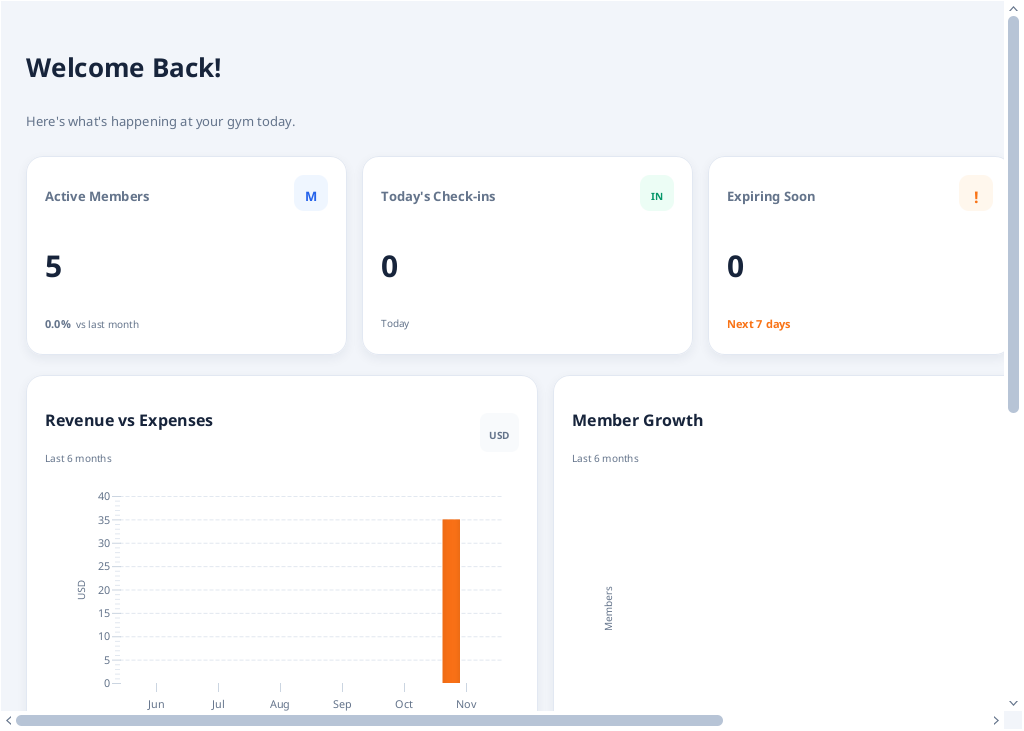 Welcome Back!
Here's what's happening at your gym today.
Active Members
M
5
0.0% vs last month
Today's Check-ins
IN
0
Today
Expiring Soon
!
0
Next 7 days
Revenue vs Expenses
USD
Last 6 months
40
35
30
25
20
15
10
5
0
USD
Jun Jul Aug Sep Oct Nov
Member Growth
Last 6 months
Members